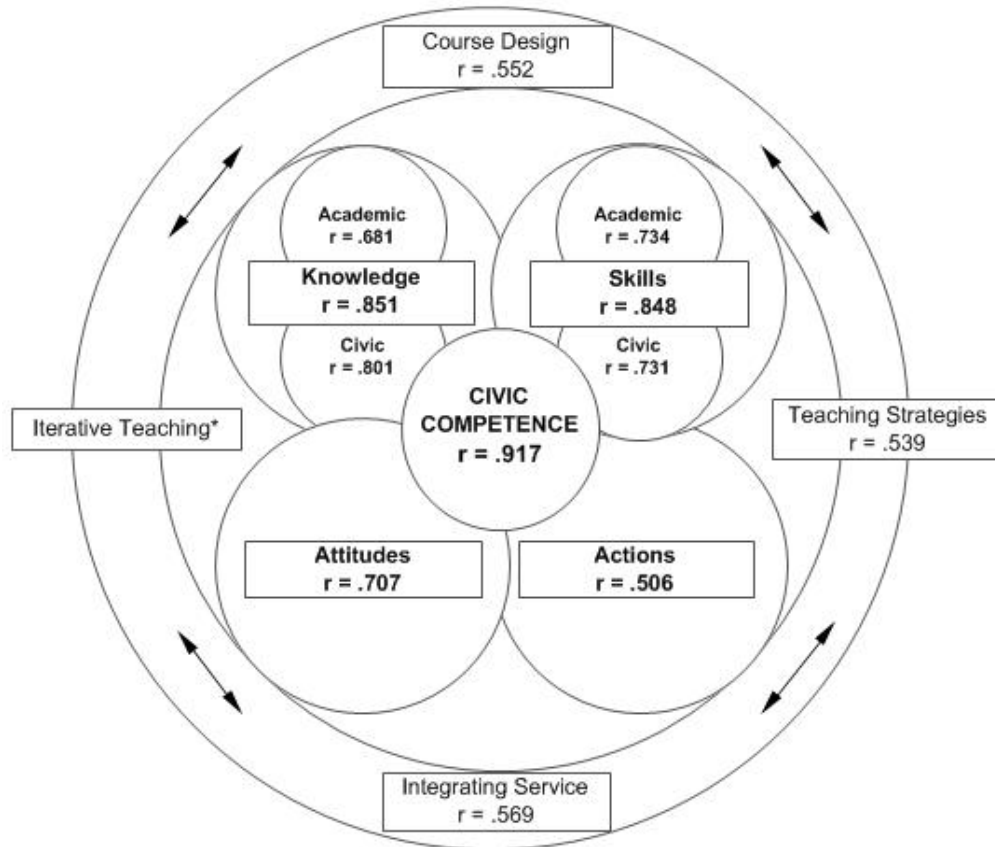 Course Design
r = .552
Academic
r = .681
Knowledge
r = .851
Civic
r = .801
Academic
r = .734
Skills
r = .848
Civic
r = .731
CIVIC
COMPETENCE
r = .917
Iterative Teaching*
Teaching Strategies
r = .539
Attitudes
r = .707
Actions
r = .506
Integrating Service
r = .569